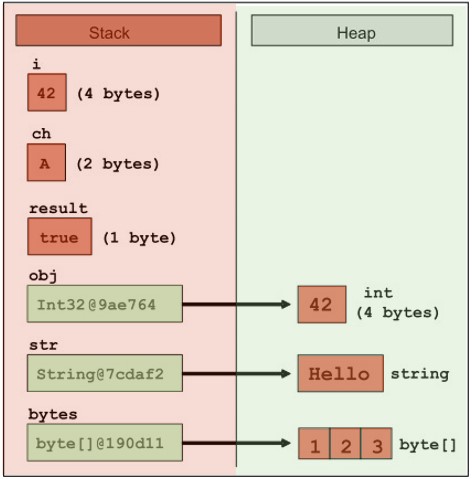 Stack
Heap
i
42 (4 bytes)
ch
A (2 bytes)
result
true (1 byte)
obj
Int32@9ae764
42
int
(4 bytes)
str
String@7cdaf2
Hello string
bytes
byte[]@190d11
1 2 3 byte[]